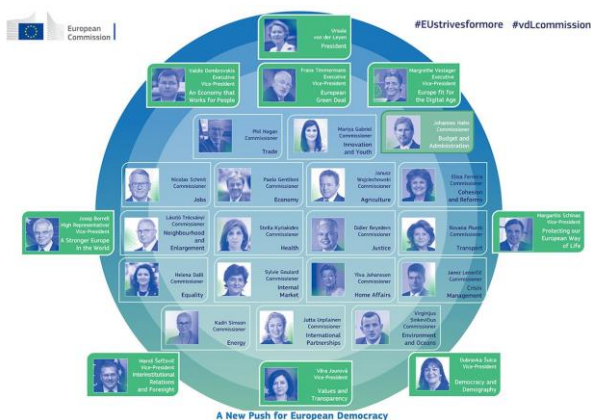 European
Commission
#EUstrivesformore #vdLcommission
Ursula
von der Leyen
President
Valdis Dombrovskis
Executive
Vice-President
An Economy that
Works for People
Frans Timmermans
Executive
Vice-President
European
Green Deal
Margrethe Vestager
Executive
Vice-President
Europe fit for
the Digital Age
Phil Hogan
Commissioner
Trade
Mariya Gabriel
Commissioner
Innovation
and Youth
Johannes Hahn
Commissioner
Budget and
Administration
Nicolas Schmit
Commissioner
Jobs
Paolo Gentiloni
Commissioner
Economy
Janusz
Wojciechowski
Commissioner
Agriculture
Elisa Ferreira
Commissioner
Cohesion
and Reforms
Josep Borrell
High Representative/
Vice-President
A Stronger Europe
in the World
László Trócsányi
Commissioner
Neighbourhood
and
Enlargement
Stella Kyriakides
Commissioner
Health
Didier Reynders
Commissioner
Justice
Rovana Plumb
Commissioner
Transport
Margaritis Schinas
Vice-President
Protecting our
European Way
of Life
Helena Dalli
Commissioner
Equality
Sylvie Goulard
Commissioner
Internal
Market
Ylva Johansson
Commissioner
Home Affairs
Janez Lenarčič
Commissioner
Crisis
Management
Kadri Simson
Commissioner
Energy
Jutta Urpilainen
Commissioner
International
Partnerships
Virginijus
Sinkevičius
Commissioner
Environment
and Oceans
Maroš Šefčovič
Vice-President
Interinstitutional
Relations
and Foresight
Věra Jourová
Vice-President
Values and
Transparency
Dubravka Šuica
Vice-President
Democracy and
Demography
A New Push for European Democracy